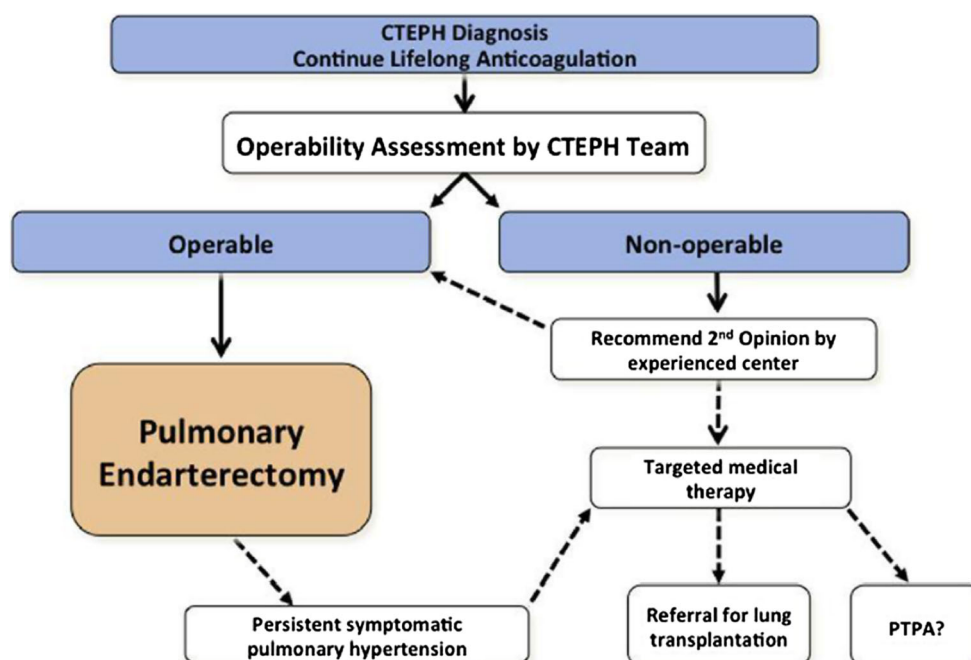 CTEPH Diagnosis
Continue Lifelong Anticoagulation
Operability Assessment by CTEPH Team
Operable
Non-operable
Recommend 2nd Opinion by
experienced center
Pulmonary
Endarterectomy
Targeted medical
therapy
Persistent symptomatic
pulmonary hypertension
Referral for lung
transplantation
PTPA?